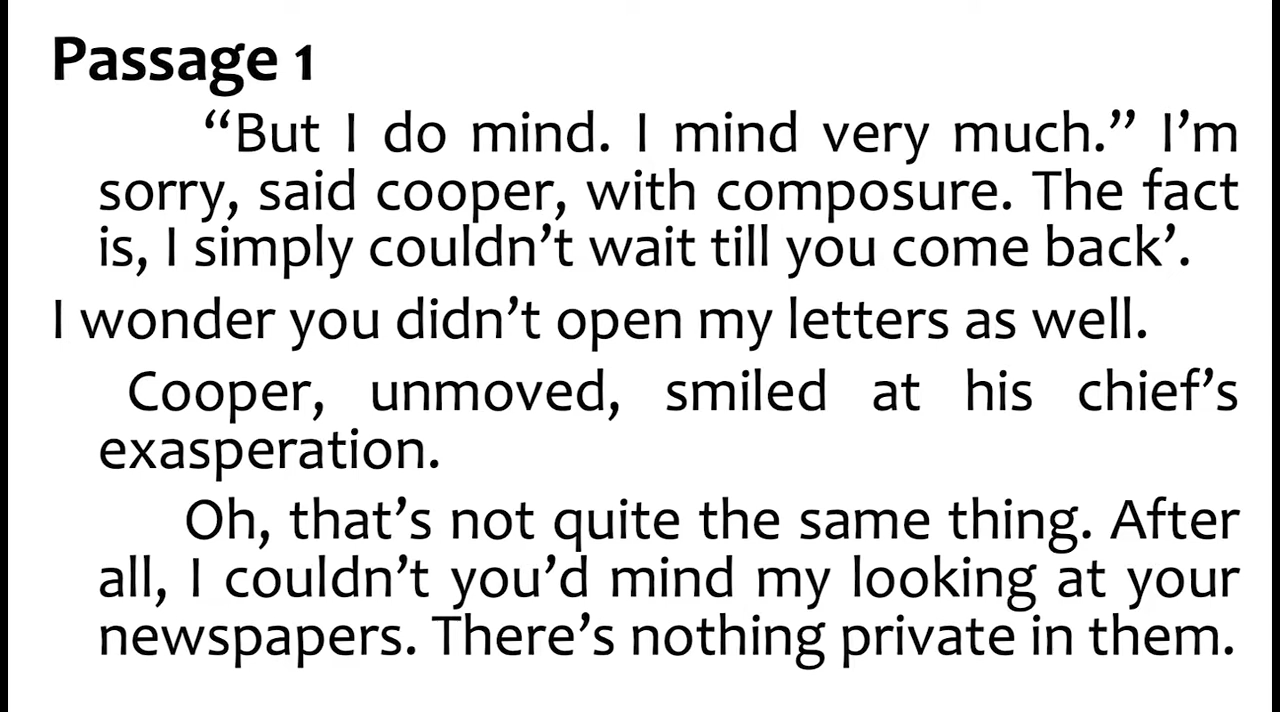 Passage 1
“But I do mind. I mind very much.” I’m
sorry, said cooper, with composure. The fact
is, I simply couldn’t wait till you come back’.
I wonder you didn’t open my letters as well.
Cooper, unmoved, smiled at his chief’s
exasperation.
Oh, that’s not quite the same thing. After
all, I couldn’t you’d mind my looking at your
newspapers. There’s nothing private in them.